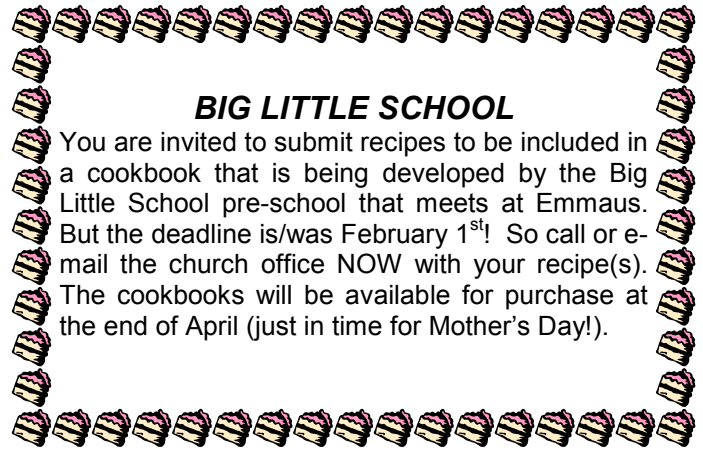 BIG LITTLE SCHOOL
You are invited to submit recipes to be included in
a cookbook that is being developed by the Big
Little School pre-school that meets at Emmaus.
But the deadline is/was February 1st! So call or e-
mail the church office NOW with your recipe(s).
The cookbooks will be available for purchase at
the end of April (just in time for Mother's Day!).